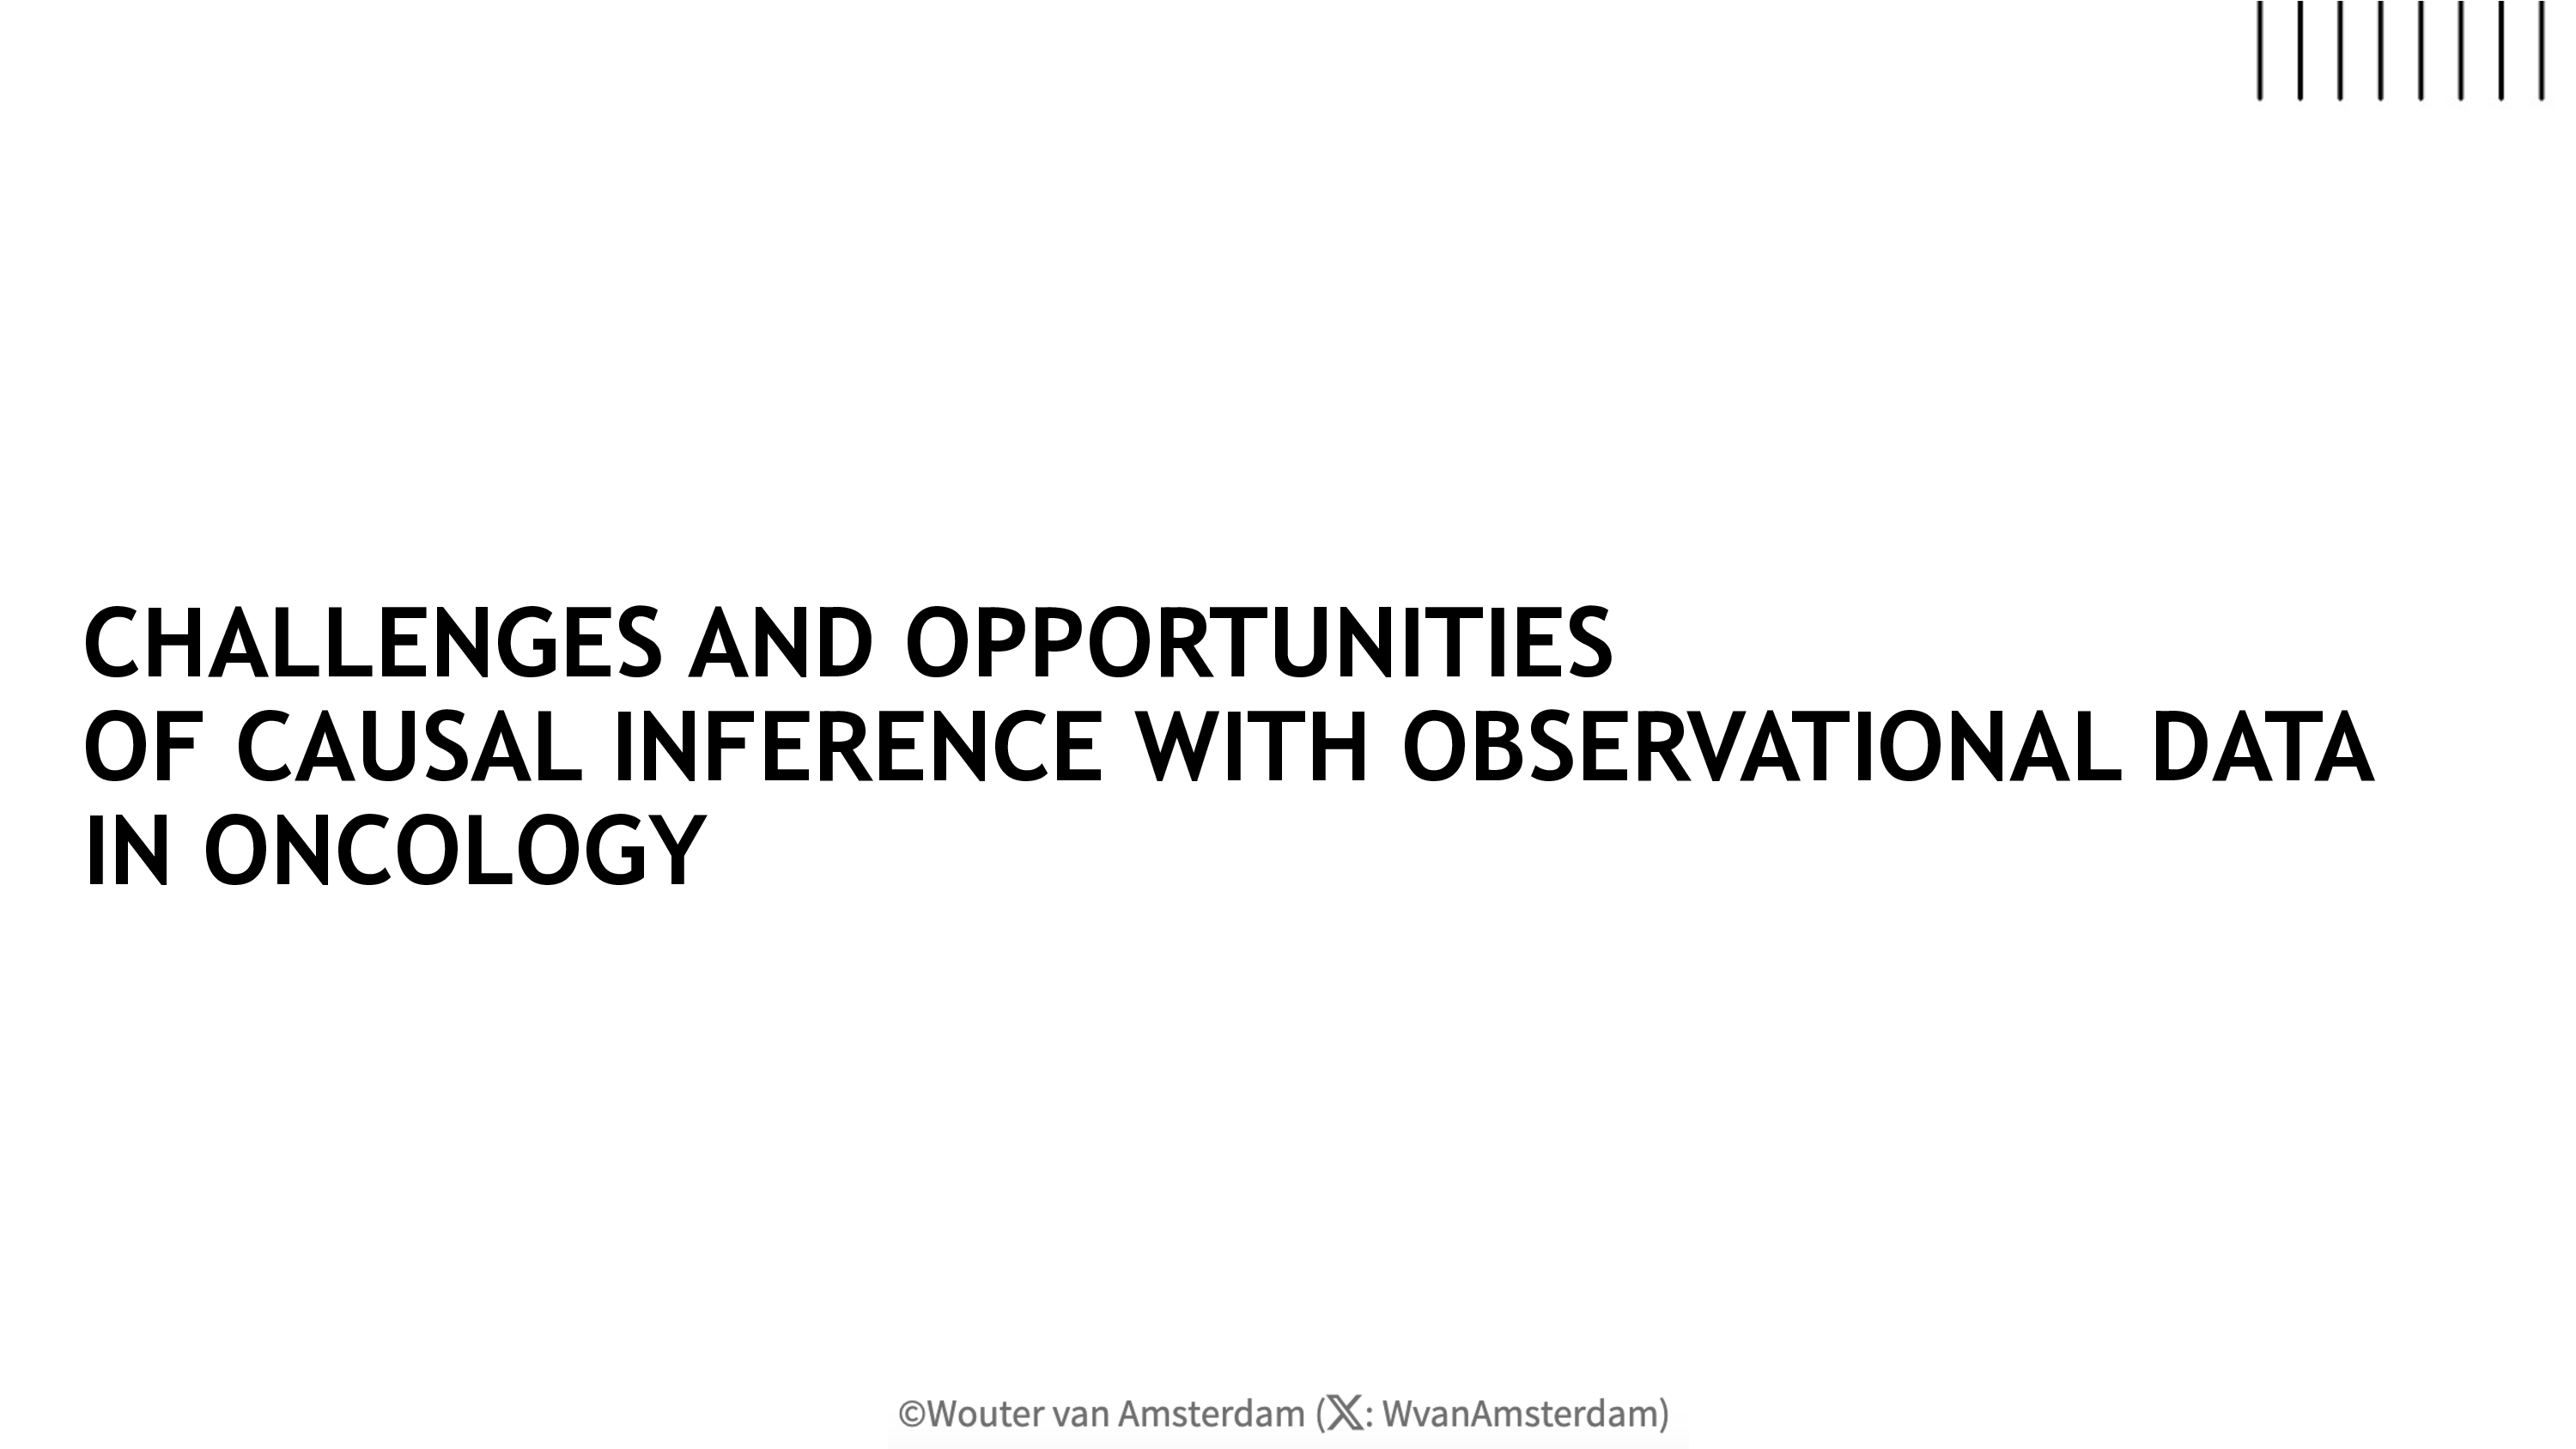 CHALLENGES AND OPPORTUNITIES
OF CAUSAL INFERENCE WITH OBSERVATIONAL DATA
IN ONCOLOGY
©Wouter van Amsterdam (𝕏: WvanAmsterdam)